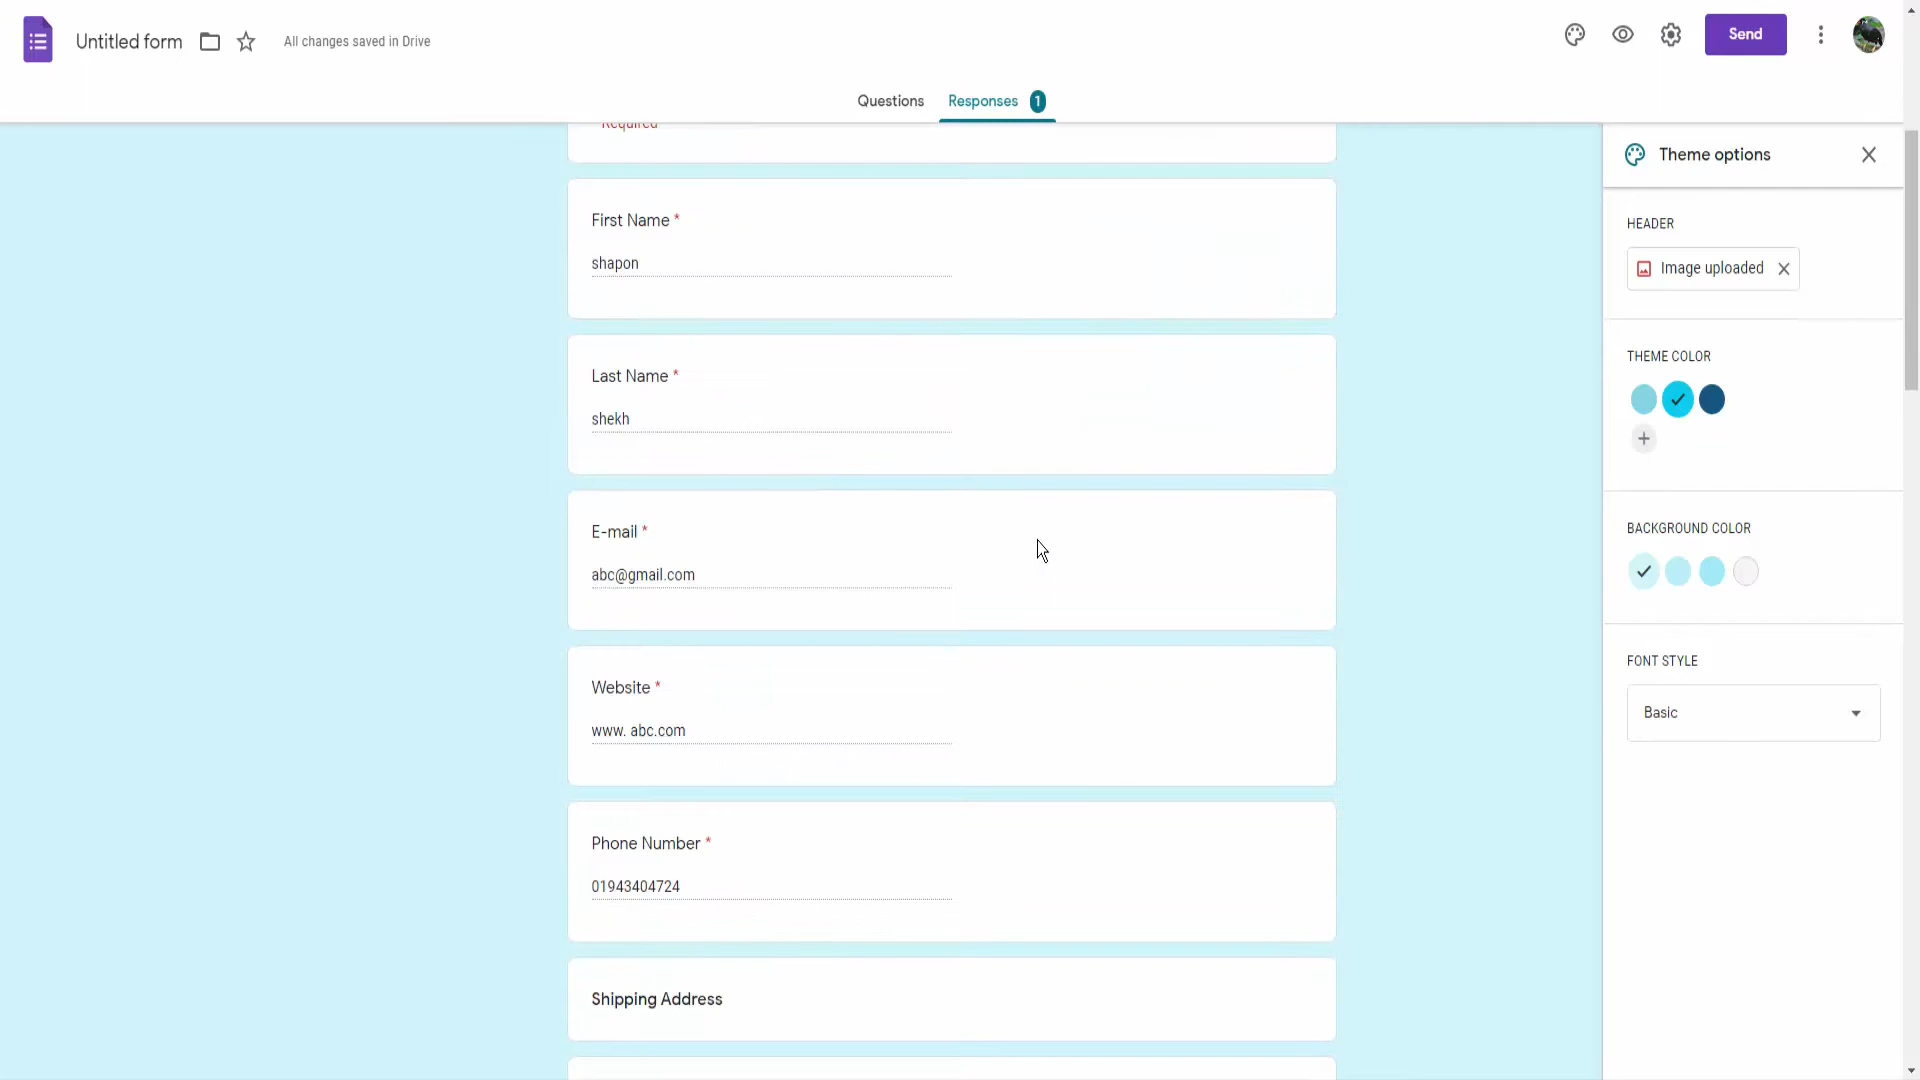 Untitled form
All changes saved in Drive
Send
Questions
Responses 1
Required
First Name *
shapon
Last Name *
shekh
E-mail *
abc@gmail.com
Website *
www. abc.com
Phone Number *
01943404724
Shipping Address
Theme options
HEADER
Image uploaded
THEME COLOR
BACKGROUND COLOR
FONT STYLE
Basic